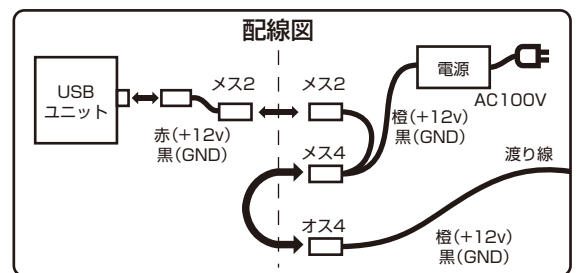 配線図
USB
ユニット
メス2
メス2
電源
AC100V
赤(+12v)
黒(GND)
橙(+12v)
黒(GND)
メス4
渡り線
オス4
橙(+12v)
黒(GND)